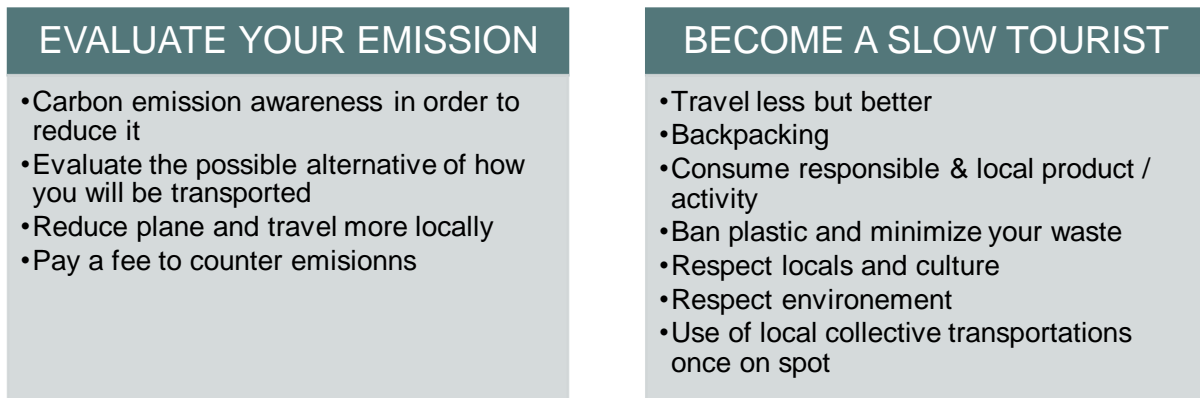 EVALUATE YOUR EMISSION
•Carbon emission awareness in order to
reduce it
•Evaluate the possible alternative of how
you will be transported
•Reduce plane and travel more locally
•Pay a fee to counter emisionns
BECOME A SLOW TOURIST
•Travel less but better
•Backpacking
•Consume responsible & local product /
activity
•Ban plastic and minimize your waste
•Respect locals and culture
•Respect environement
•Use of local collective transportations
once on spot